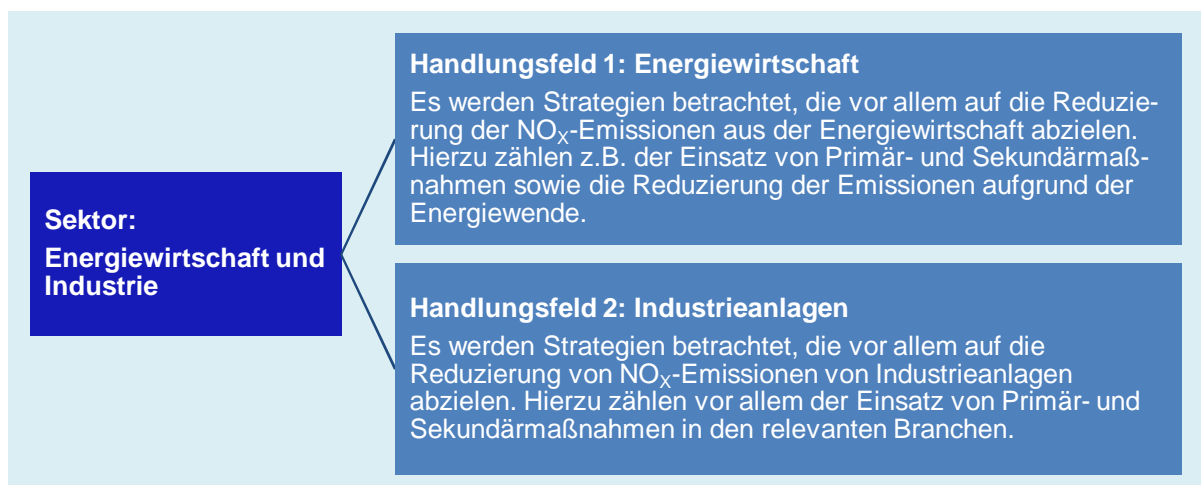 Sektor:
Energiewirtschaft und
Industrie
Handlungsfeld 1: Energiewirtschaft
Es werden Strategien betrachtet, die vor allem auf die Reduzie-
rung der NOX-Emissionen aus der Energiewirtschaft abzielen.
Hierzu zählen z.B. der Einsatz von Primär- und Sekundärmaß-
nahmen sowie die Reduzierung der Emissionen aufgrund der
Energiewende.
Handlungsfeld 2: Industrieanlagen
Es werden Strategien betrachtet, die vor allem auf die
Reduzierung von NOX-Emissionen von Industrieanlagen
abzielen. Hierzu zählen vor allem der Einsatz von Primär- und
Sekundärmaßnahmen in den relevanten Branchen.